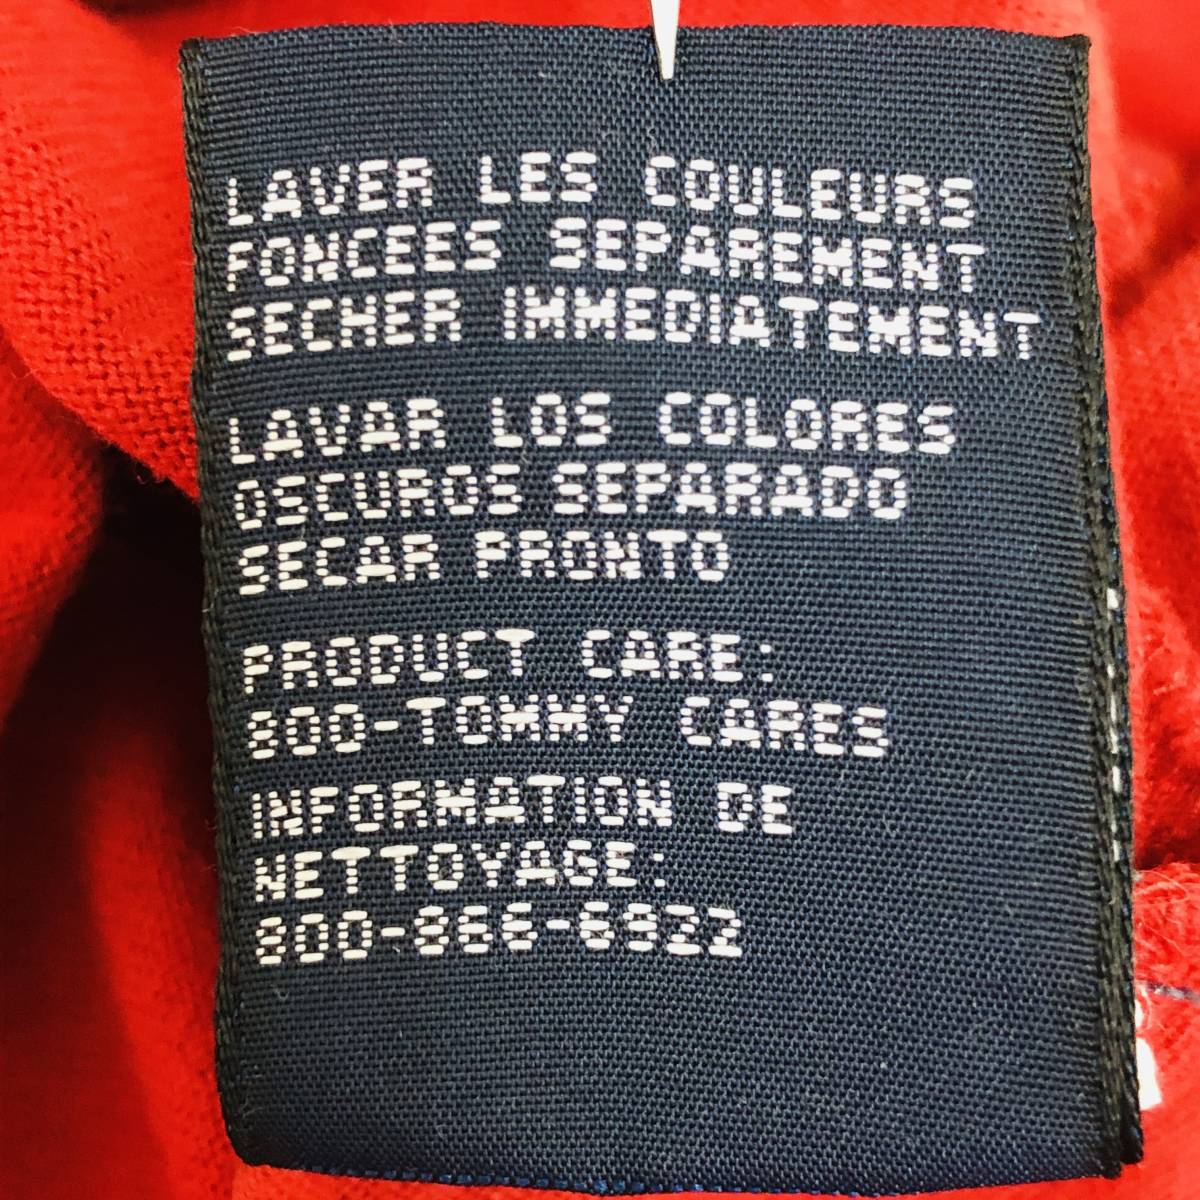 LAVER LES COULEURS
FONCEES SEPAREMENT
SECHER IMMEDIATEMENT
LAVAR LOS COLORES
OSCUROS SEPARADO
SECAR PRONTO
PRODUCT CARE:
800-TOMMY CARES
INFORMATION DE
NETTOYAGE:
800-866-6922